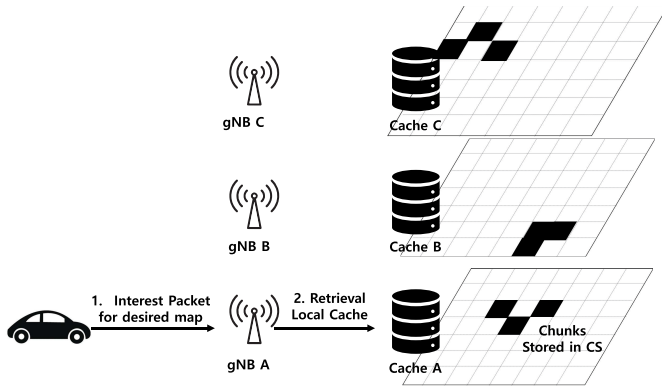 gNB C
Cache C
gNB B
Cache B
1. Interest Packet
for desired map
2. Retrieval
Local Cache
gNB A
Cache A
Chunks
Stored in CS